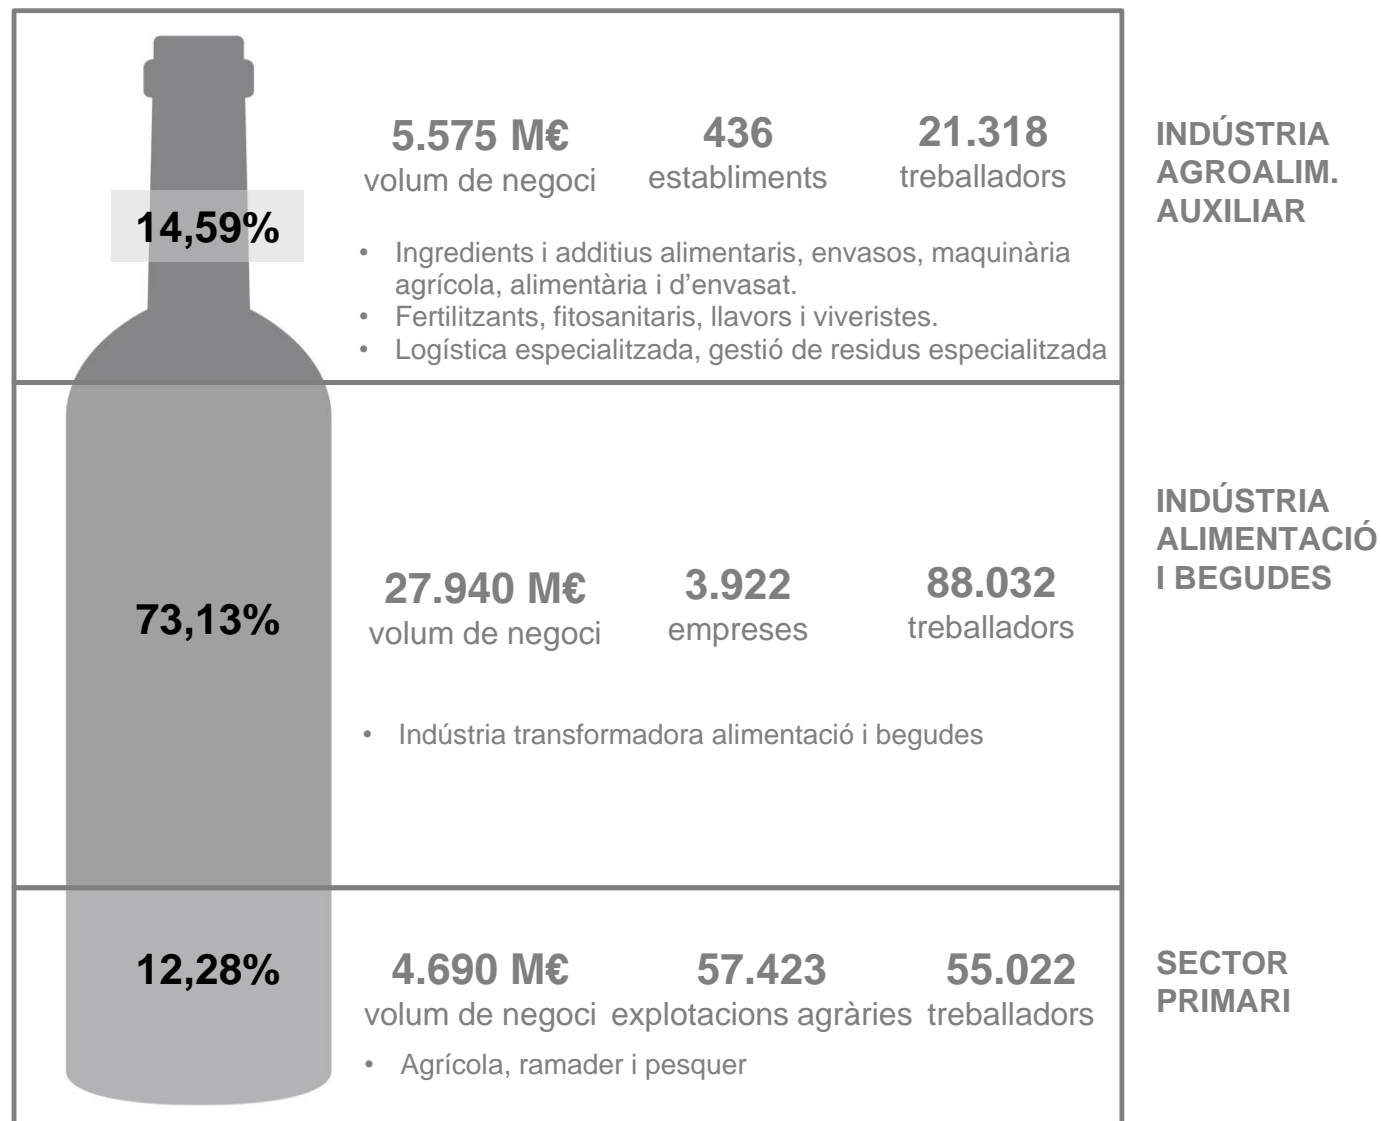 5.575 M€
volum de negoci
436
establiments
21.318
treballadors
INDÚSTRIA
AGROALIM.
AUXILIAR
14,59%
• Ingredients i additius alimentaris, envasos, maquinària
agrícola, alimentària i d’envasat.
• Fertilitzants, fitosanitaris, llavors i viveristes.
• Logística especialitzada, gestió de residus especialitzada
INDÚSTRIA
ALIMENTACIÓ
I BEGUDES
73,13%
27.940 M€
volum de negoci
3.922
empreses
88.032
treballadors
• Indústria transformadora alimentació i begudes
12,28%
4.690 M€
volum de negoci
57.423
explotacions agràries
55.022
treballadors
SECTOR
PRIMARI
• Agrícola, ramader i pesquer